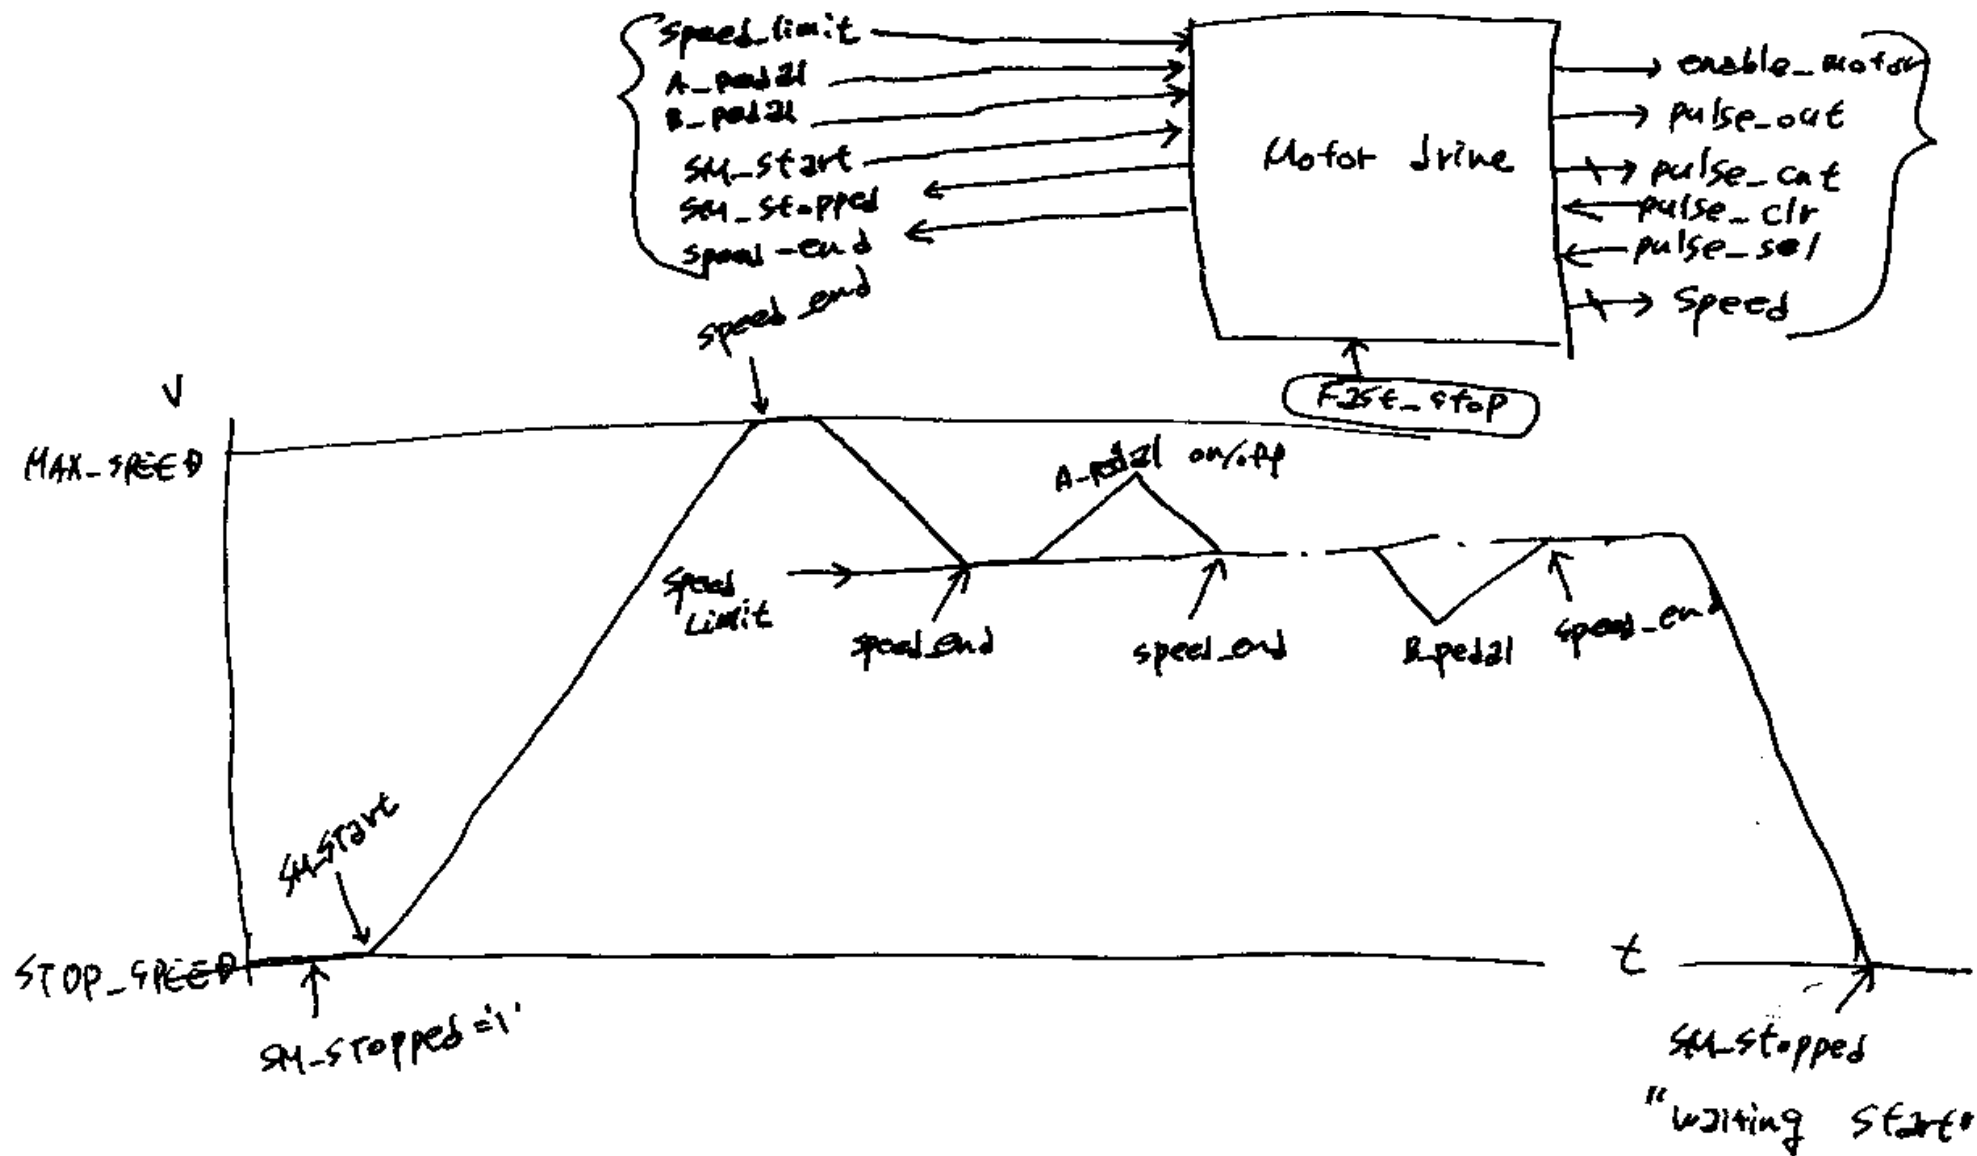 speed_limit
A_pedal
B_pedal
SM_start
SM_stopped
speed_end
Motor drive
enable_motor
pulse_out
pulse_cnt
pulse_clr
pulse_sel
Speed
Fast_stop
speed_end
V
MAX_SPEED
A_pedal on/off
Speed
Limit
speed_end
speed_end
B_pedal
speed_end
SM_start
STOP_SPEED
t
SM_stopped='1'
SM_stopped
"waiting start"